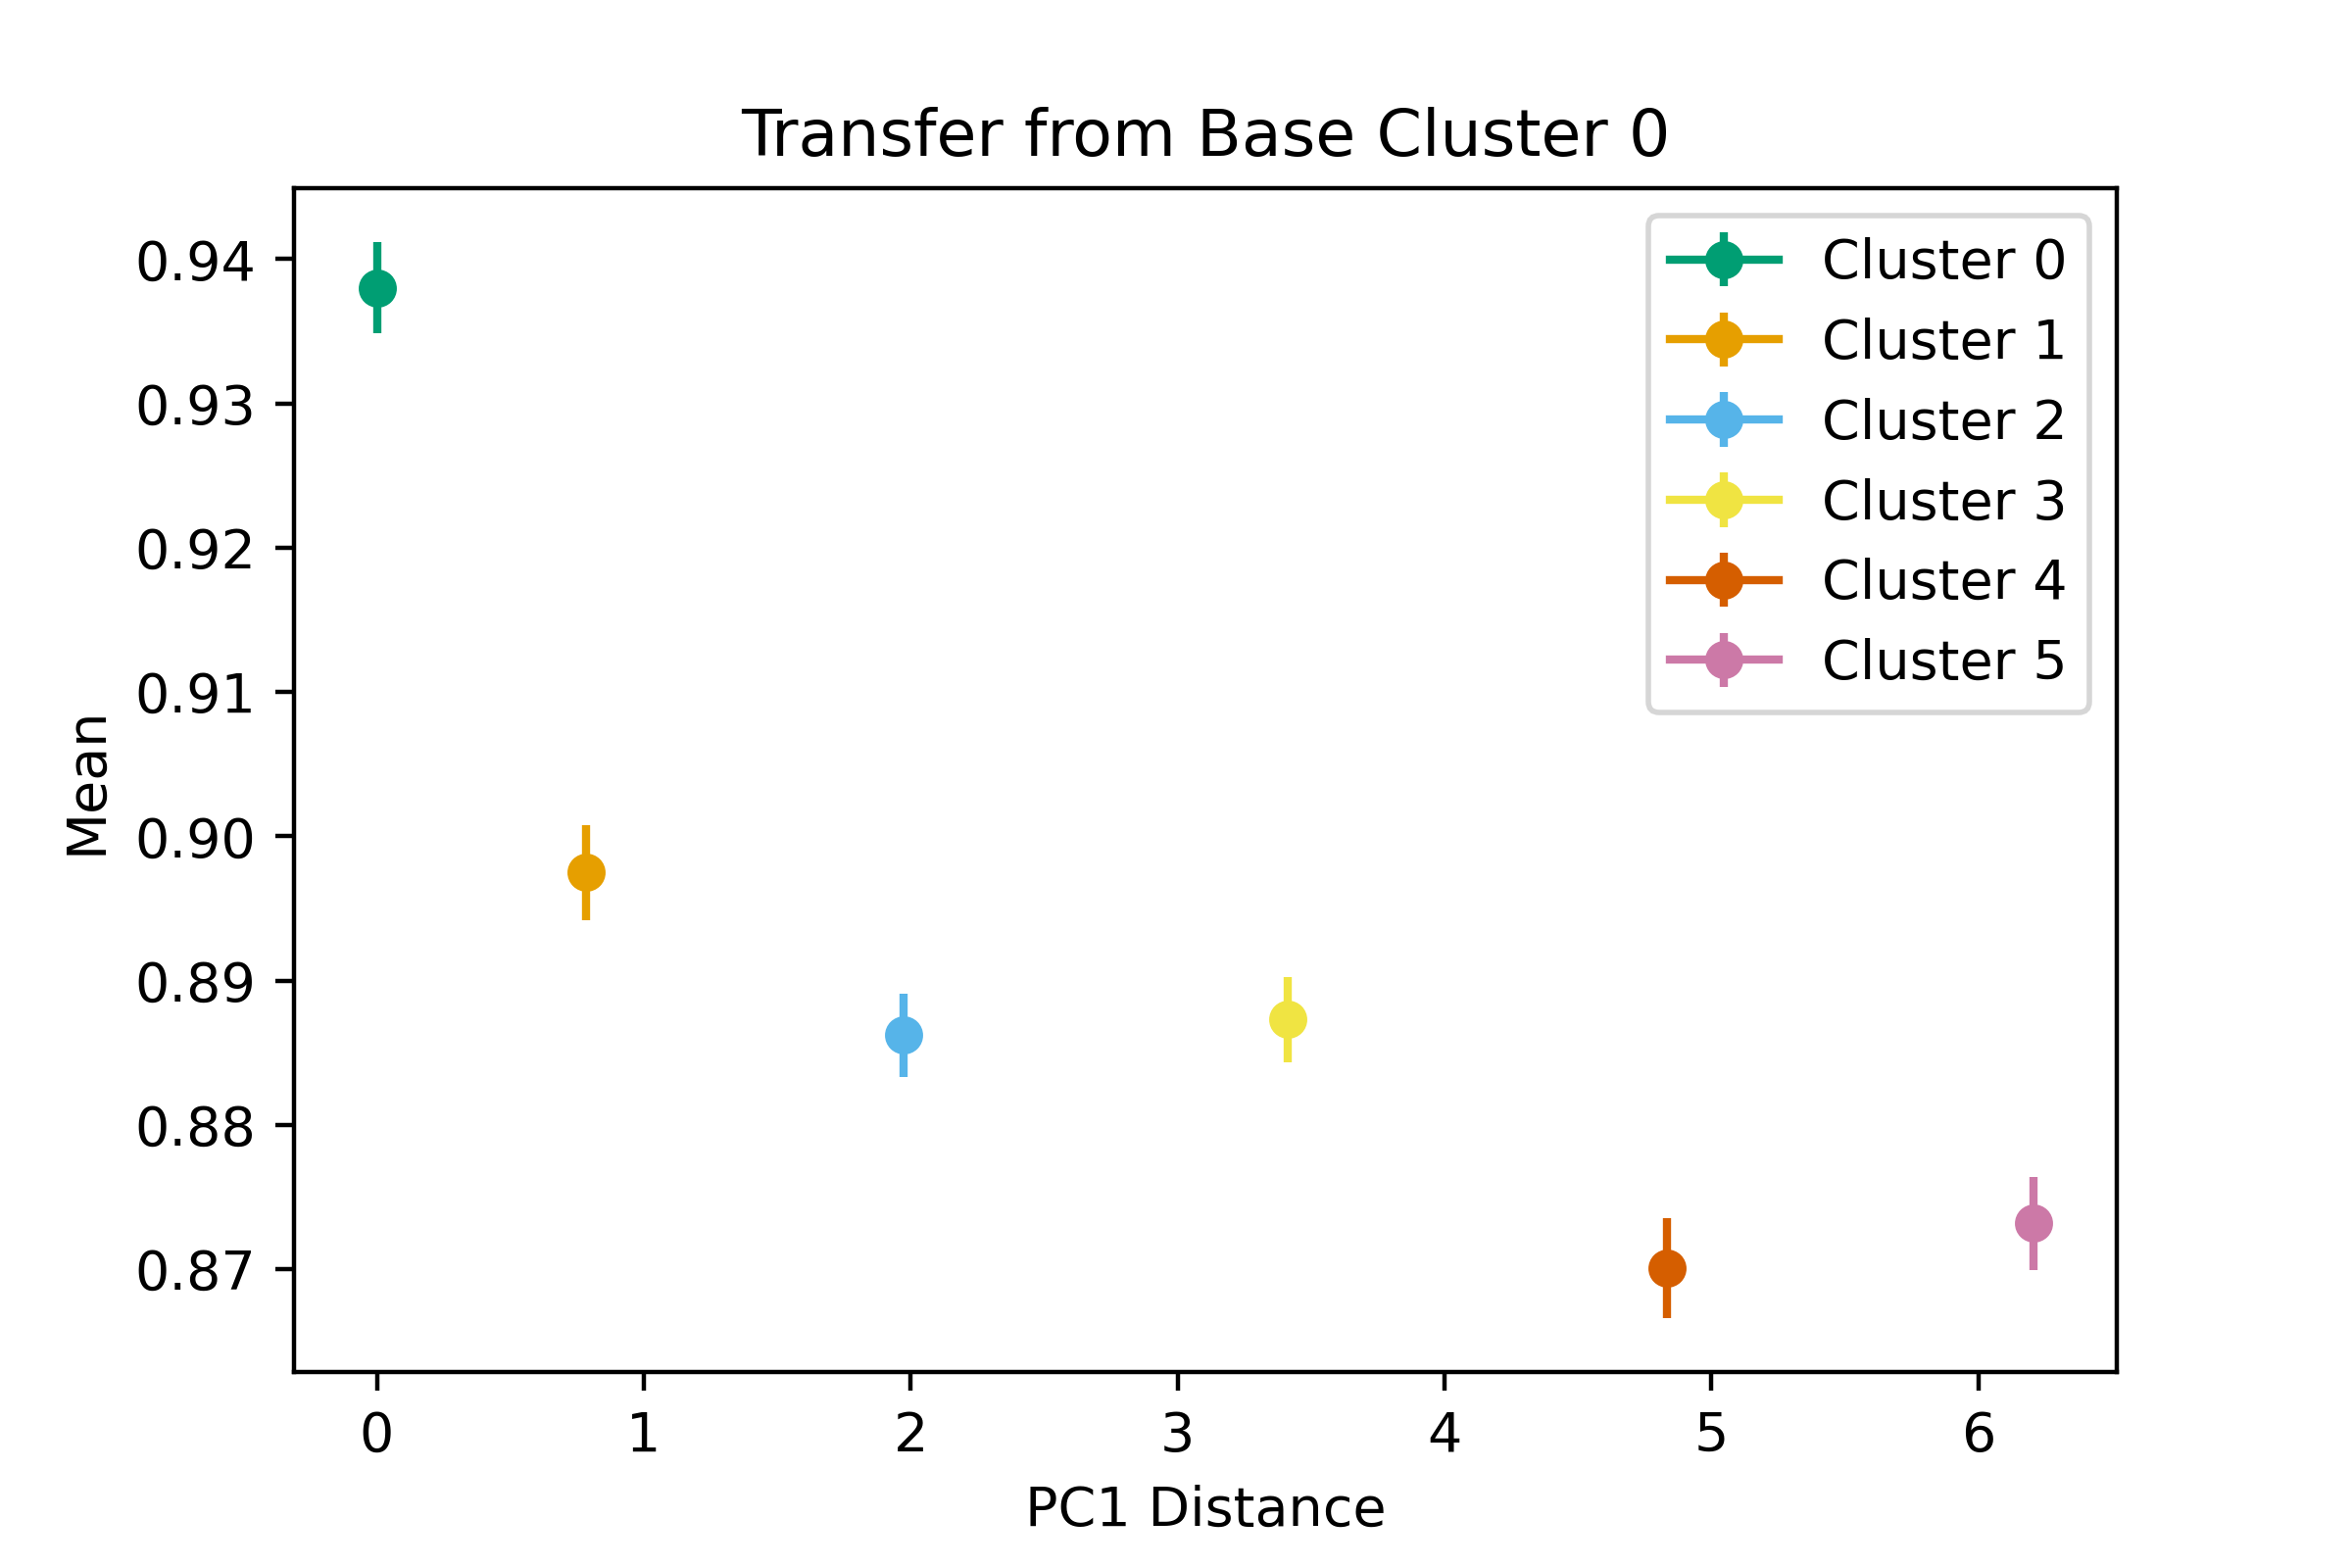 Transfer from Base Cluster 0
Mean
0.94
0.93
0.92
0.91
0.90
0.89
0.88
0.87
Cluster 0
Cluster 1
Cluster 2
Cluster 3
Cluster 4
Cluster 5
0 1 2 3 4 5 6
PC1 Distance